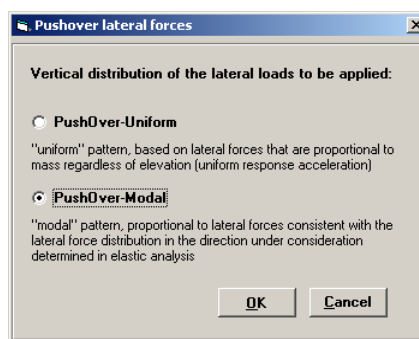 Pushover lateral forces
Vertical distribution of the lateral loads to be applied:
PushOver-Uniform
"uniform" pattern, based on lateral forces that are proportional to
mass regardless of elevation (uniform response acceleration)
PushOver-Modal
"modal" pattern, proportional to lateral forces consistent with the
lateral force distribution in the direction under consideration
determined in elastic analysis
OK Cancel